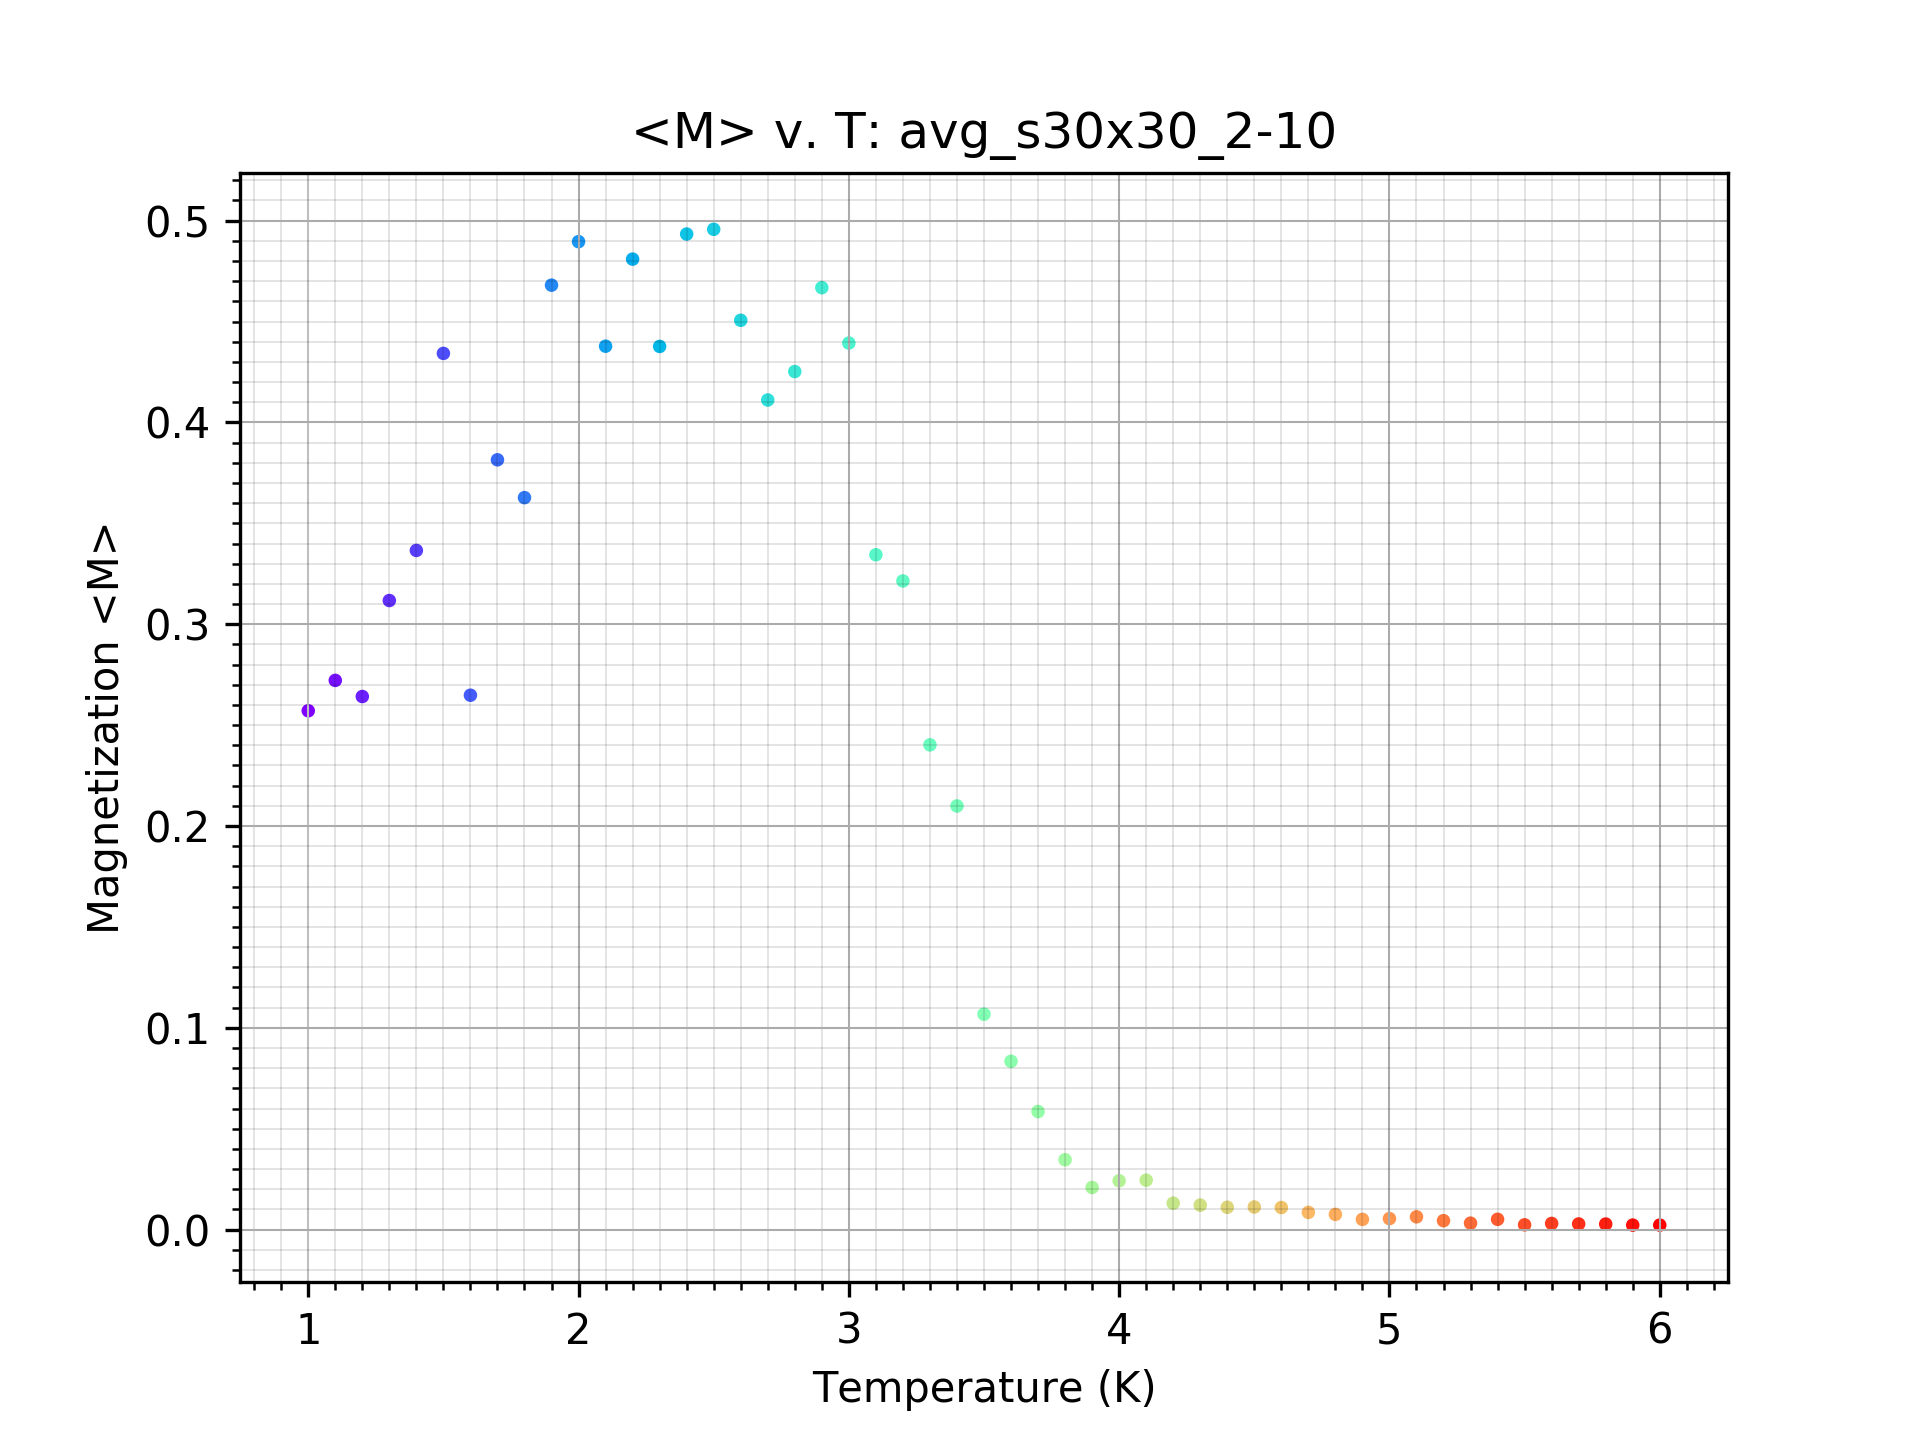 <M> v. T: avg_s30x30_2-10
0.5
0.4
0.3
0.2
0.1
0.0
Magnetization <M>
1 2 3 4 5 6
Temperature (K)